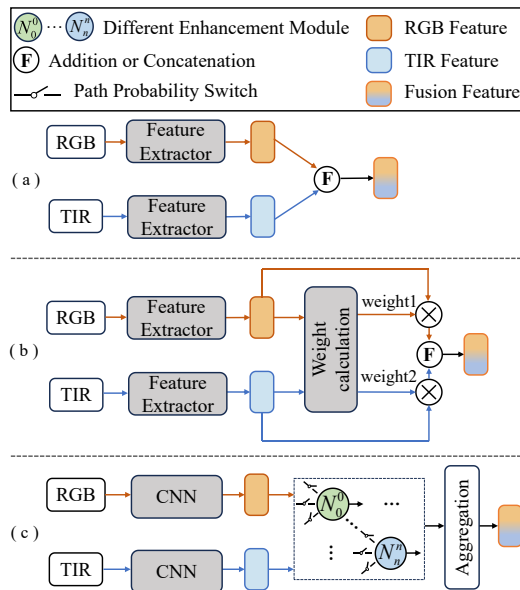 N₀⁰ ··· Nₙⁿ Different Enhancement Module
RGB Feature
F Addition or Concatenation
TIR Feature
Path Probability Switch
Fusion Feature
( a )
RGB
Feature
Extractor
F
TIR
Feature
Extractor
( b )
RGB
Feature
Extractor
Weight
calculation
weight1
F
TIR
Feature
Extractor
weight2
( c )
RGB
CNN
N₀⁰ ···
··· Nₙⁿ
Aggregation
TIR
CNN